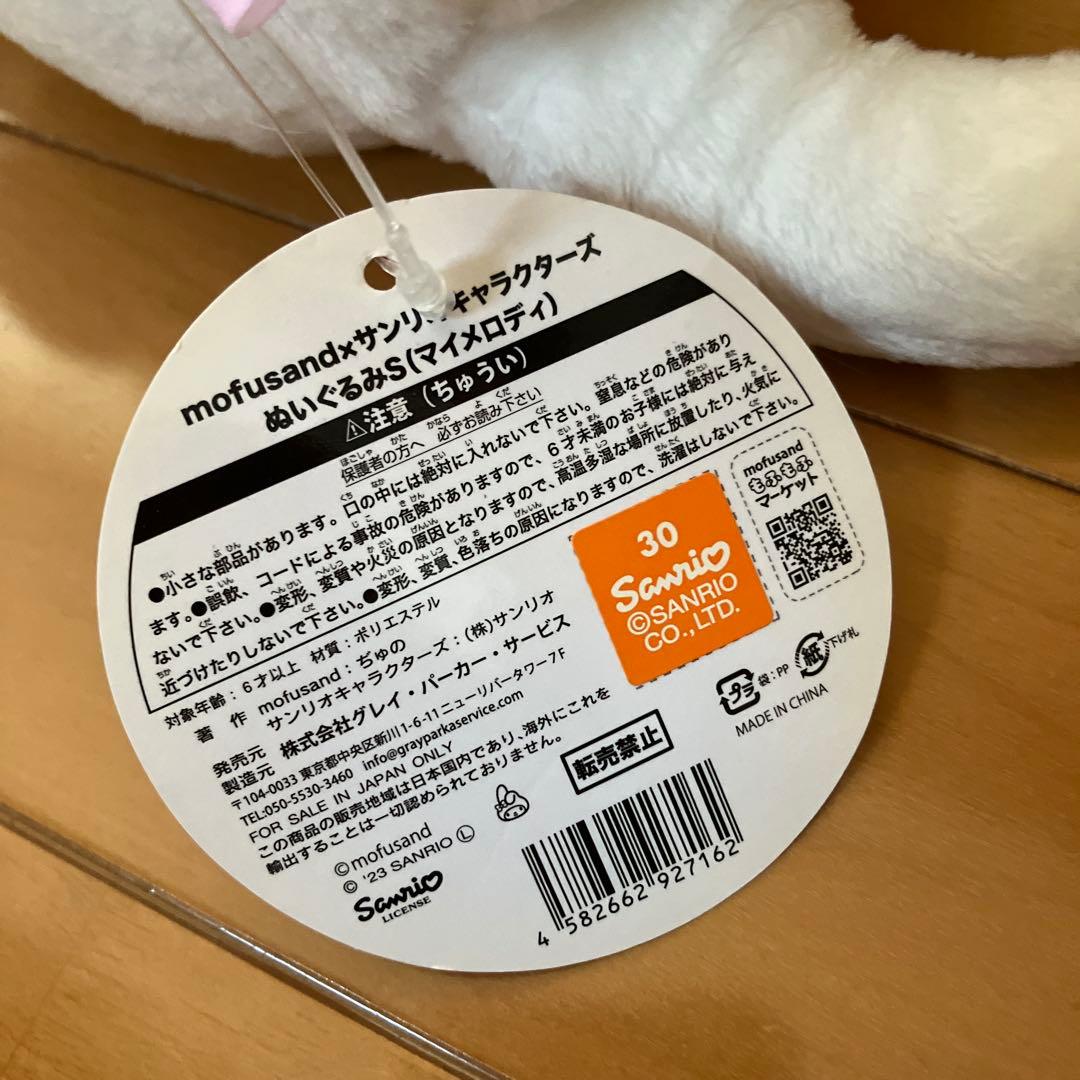 mofusand×サンリオキャラクターズ
ぬいぐるみS(マイメロディ)
⚠注意(ちゅうい)
保護者の方へ 必ずお読み下さい
●小さな部品があります。口の中には絶対に入れないで下さい。窒息などの危険があり
ます。●誤飲、コードによる事故の危険がありますので、6才未満のお子様には絶対に与え
ないで下さい。●変形、変質や火災の原因となりますので、高温多湿な場所に放置したり、火気に
近づけたりしないで下さい。●変形、変質、色落ちの原因になりますので、洗濯はしないで下さい。
対象年齢:6才以上 材質:ポリエステル
著 作 mofusand:ぢゅの
サンリオキャラクターズ:(株)サンリオ
発売元
製造元 株式会社グレイ・パーカー・サービス
〒104-0033 東京都中央区新川1-6-11ニューリバータワー7F
TEL:050-5530-3460 info@grayparkaservice.com
FOR SALE IN JAPAN ONLY
この商品の販売地域は日本国内であり、海外にこれを
輸出することは一切認められておりません。
©mofusand
© '23 SANRIO Ⓛ
Sanrio
LICENSE
30
Sanrio
©SANRIO
CO.,LTD.
mofusand
もふもふ
マーケット
プラ 袋:PP 紙 下げ札
MADE IN CHINA
転売禁止
4 582662 927162